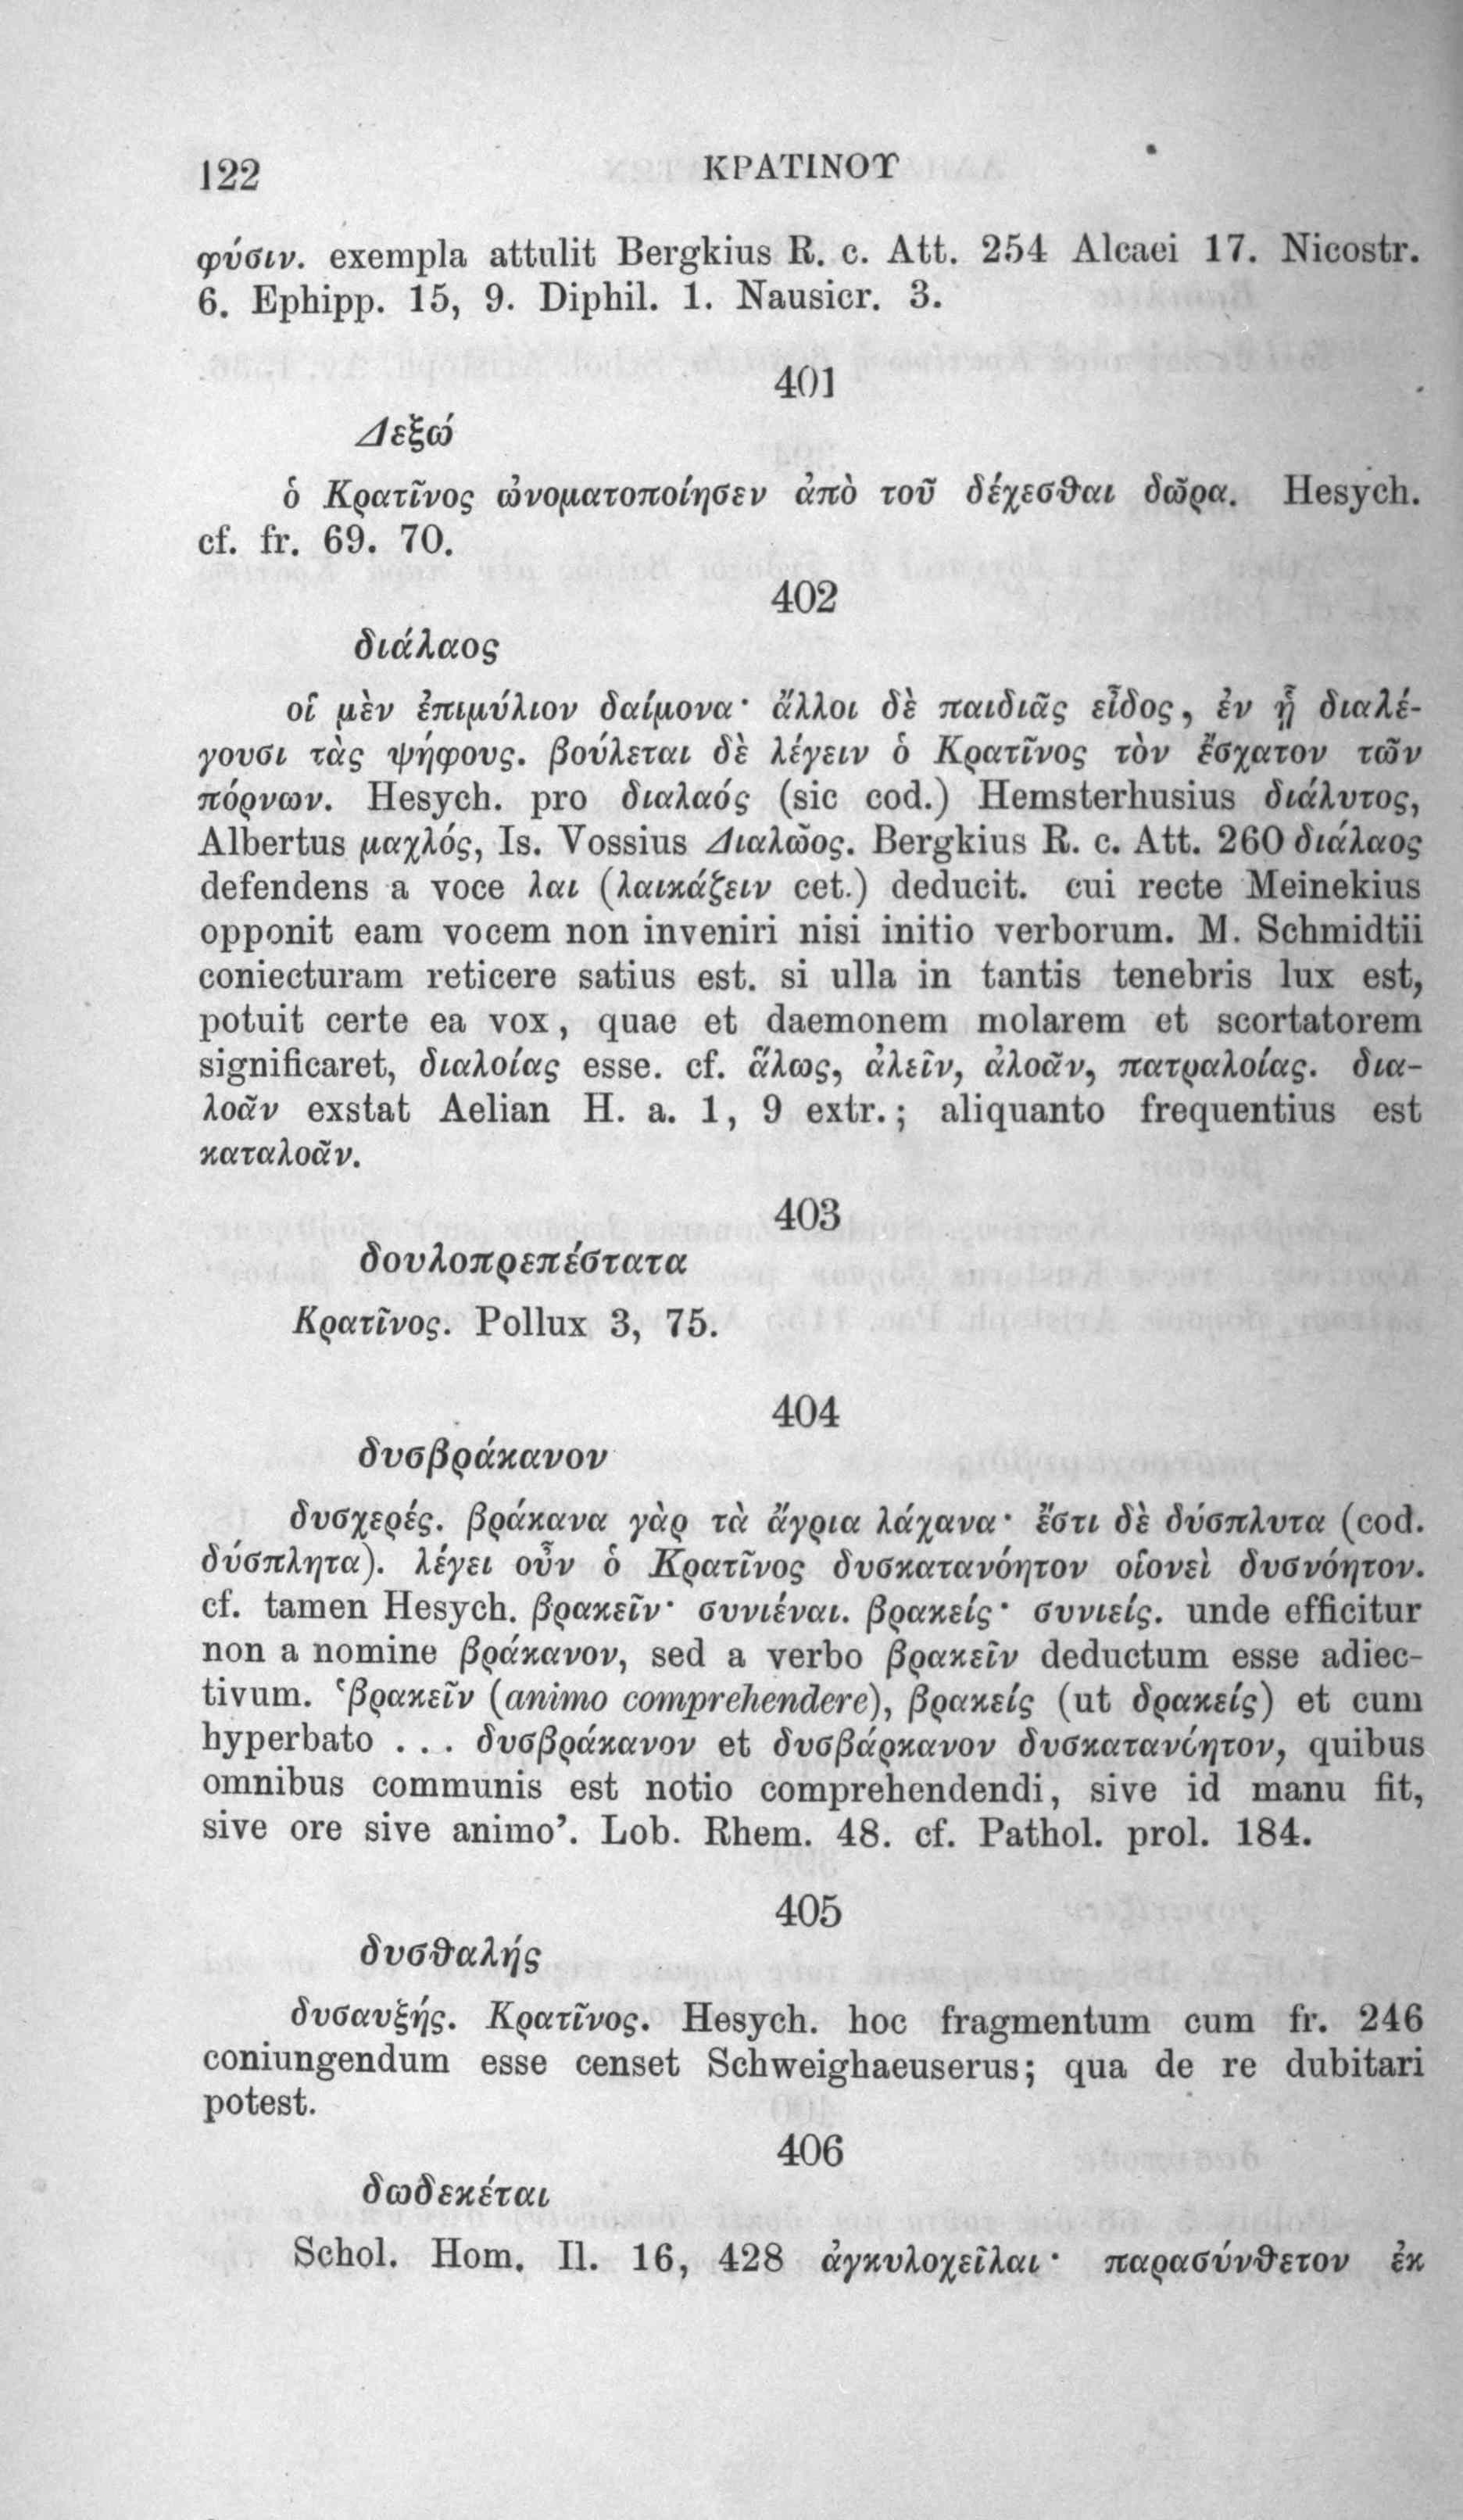 122 ΚΡΑΤΙΝΟΥ
φύσιν. exempla attulit Bergkius R. c. Att. 254 Alcaei 17. Nicostr.
6. Ephipp. 15, 9. Diphil. 1. Nausicr. 3.
401
Δεξώ
ὁ Κρατῖνος ὠνοματοποίησεν ἀπὸ τοῦ δέχεσθαι δῶρα. Hesych.
cf. fr. 69. 70.
402
διάλαος
οἱ μὲν ἐπιμύλιον δαίμονα· ἄλλοι δὲ παιδιᾶς εἶδος, ἐν ᾗ διαλέ-
γουσι τὰς ψήφους. βούλεται δὲ λέγειν ὁ Κρατῖνος τὸν ἔσχατον τῶν
πόρνων. Hesych. pro διαλαός (sic cod.) Hemsterhusius διάλυτος,
Albertus μαχλός, Is. Vossius Διαλῶος. Bergkius R. c. Att. 260 διάλαος
defendens a voce λαι (λαικάζειν cet.) deducit. cui recte Meinekius
opponit eam vocem non inveniri nisi initio verborum. M. Schmidtii
coniecturam reticere satius est. si ulla in tantis tenebris lux est,
potuit certe ea vox, quae et daemonem molarem et scortatorem
significaret, διαλοίας esse. cf. ἅλως, ἀλεῖν, ἀλοᾶν, πατραλοίας. δια-
λοᾶν exstat Aelian H. a. 1, 9 extr.; aliquanto frequentius est
καταλοᾶν.
403
δουλοπρεπέστατα
Κρατῖνος. Pollux 3, 75.
404
δυσβράκανον
δυσχερές. βράκανα γὰρ τὰ ἄγρια λάχανα· ἔστι δὲ δύσπλυτα (cod.
δύσπλητα). λέγει οὖν ὁ Κρατῖνος δυσκατανόητον οἱονεὶ δυσνόητον.
cf. tamen Hesych. βρακεῖν· συνιέναι. βρακείς· συνιείς. unde efficitur
non a nomine βράκανον, sed a verbo βρακεῖν deductum esse adiec-
tivum. ‘βρακεῖν (animo comprehendere), βρακείς (ut δρακείς) et cum
hyperbato ... δυσβράκανον et δυσβάρκανον δυσκατανόητον, quibus
omnibus communis est notio comprehendendi, sive id manu fit,
sive ore sive animo’. Lob. Rhem. 48. cf. Pathol. prol. 184.
405
δυσθαλής
δυσαυξής. Κρατῖνος. Hesych. hoc fragmentum cum fr. 246
coniungendum esse censet Schweighaeuserus; qua de re dubitari
potest.
406
δωδεκέται
Schol. Hom. Il. 16, 428 ἀγκυλοχεῖλαι· παρασύνθετον ἐκ